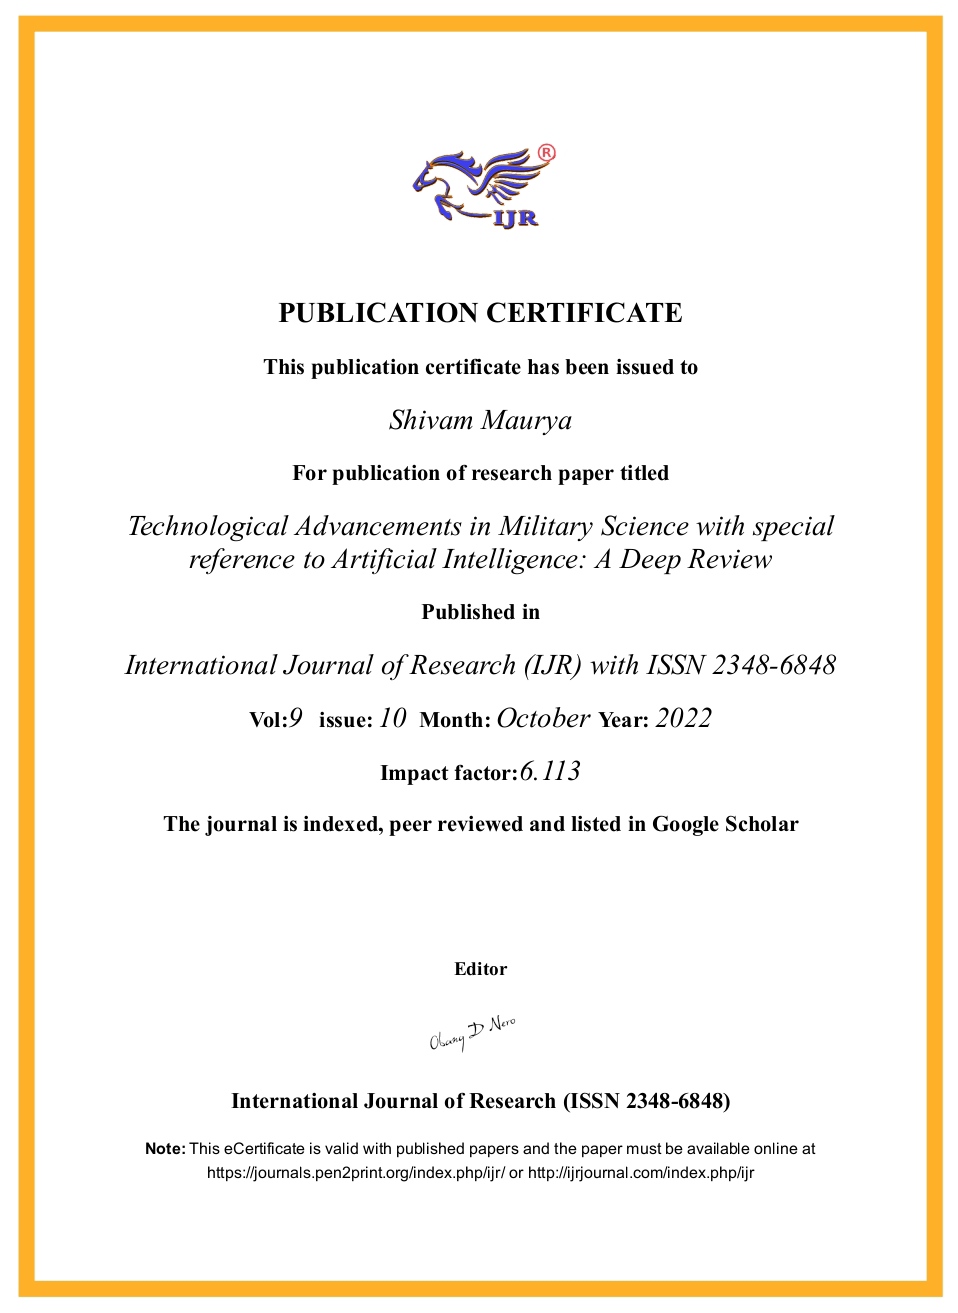 ®
IJR
PUBLICATION CERTIFICATE
This publication certificate has been issued to
Shivam Maurya
For publication of research paper titled
Technological Advancements in Military Science with special
reference to Artificial Intelligence: A Deep Review
Published in
International Journal of Research (IJR) with ISSN 2348-6848
Vol:9 issue: 10 Month: October Year: 2022
Impact factor:6.113
The journal is indexed, peer reviewed and listed in Google Scholar
Editor
Obany D Nero
International Journal of Research (ISSN 2348-6848)
Note: This eCertificate is valid with published papers and the paper must be available online at
https://journals.pen2print.org/index.php/ijr/ or http://ijrjournal.com/index.php/ijr